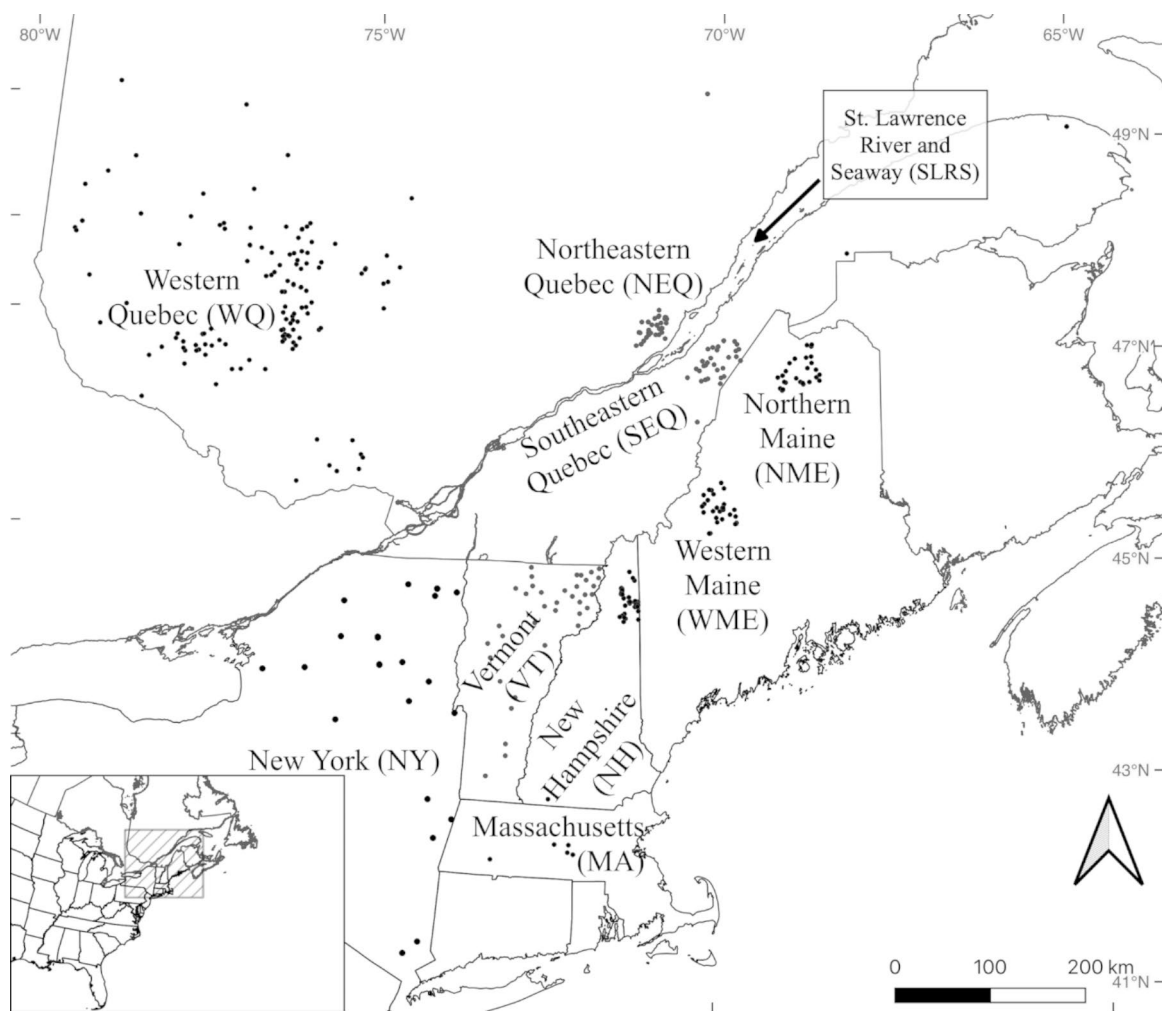 80°W
75°W
70°W
65°W
St. Lawrence
River and
Seaway (SLRS)
49°N
Northeastern
Quebec (NEQ)
Western
Quebec (WQ)
47°N
Southeastern
Quebec (SEQ)
Northern
Maine
(NME)
45°N
Western
Maine
(WME)
Vermont
(VT)
New
Hampshire
(NH)
New York (NY)
43°N
Massachusetts
(MA)
0 100 200 km
41°N